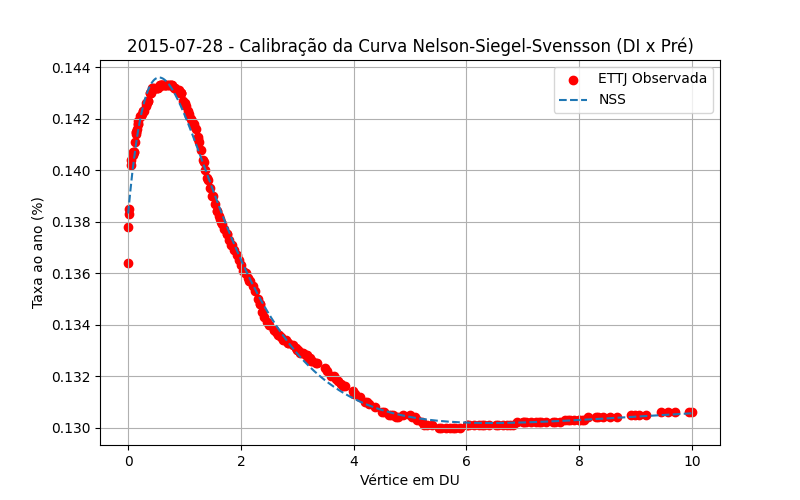 2015-07-28 - Calibração da Curva Nelson-Siegel-Svensson (DI x Pré)
ETTJ Observada
NSS
Taxa ao ano (%)
0.144
0.142
0.140
0.138
0.136
0.134
0.132
0.130
0 2 4 6 8 10
Vértice em DU